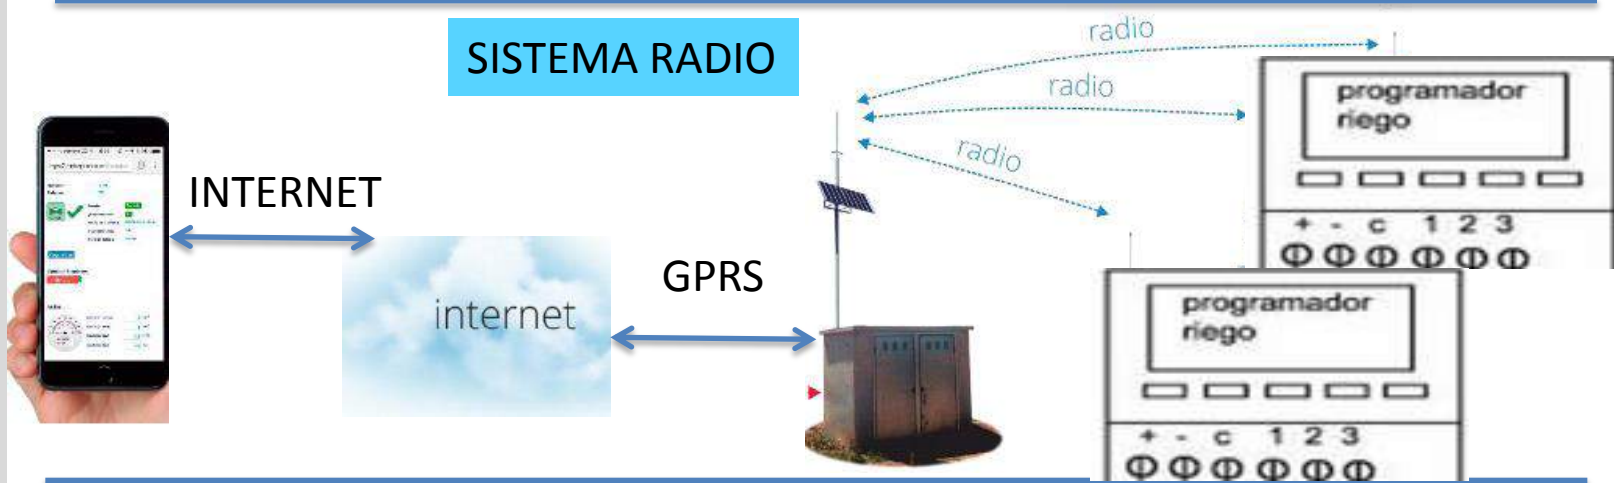 SISTEMA RADIO
radio
radio
radio
INTERNET
internet
GPRS
programador
riego
+ - c 1 2 3
programador
riego
+ - c 1 2 3